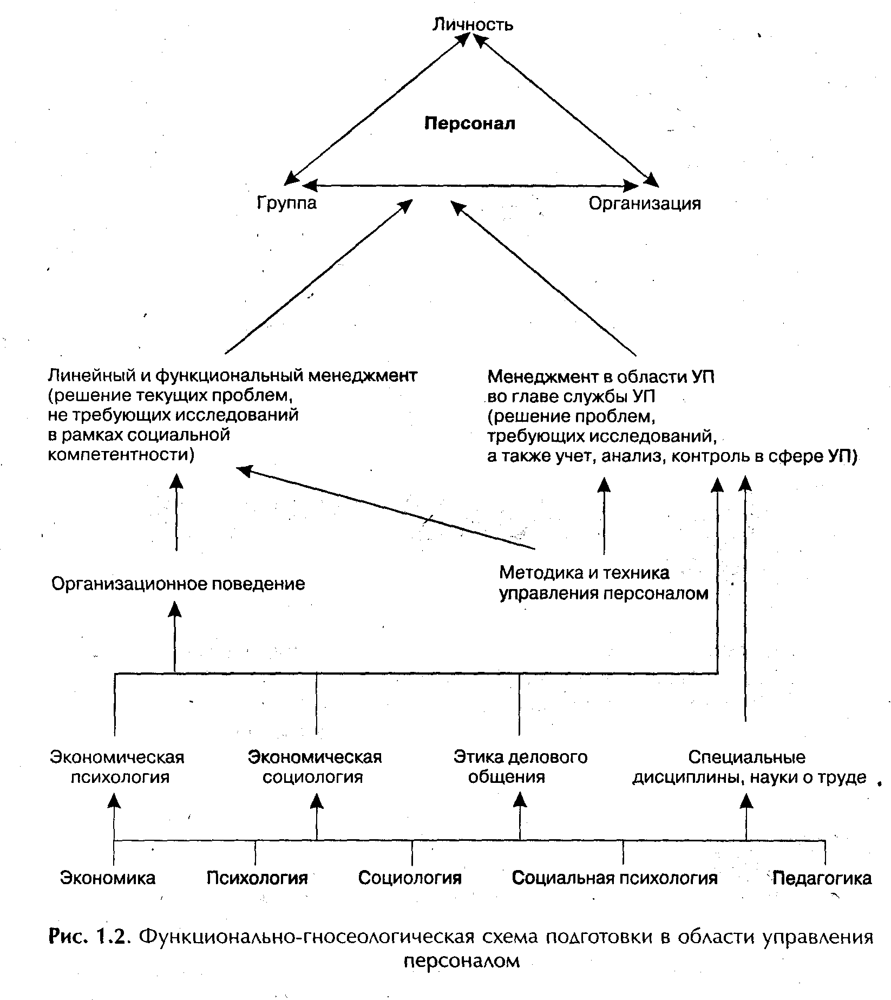 Личность
Персонал
Группа
Организация
Линейный и функциональный менеджмент
(решение текущих проблем,
не требующих исследований
в рамках социальной
компетентности)
Менеджмент в области УП
во главе службы УП
(решение проблем,
требующих исследований,
а также учет, анализ, контроль в сфере УП)
Организационное поведение
Методика и техника
управления персоналом
Экономическая
психология
Экономическая
социология
Этика делового
общения
Специальные
дисциплины, науки о труде
Экономика
Психология
Социология
Социальная психология
Педагогика
Рис. 1.2. Функционально-гносеологическая схема подготовки в области управления
персоналом